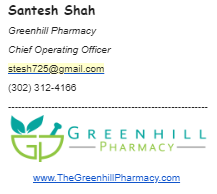 Santesh Shah
Greenhill Pharmacy
Chief Operating Officer
stesh725@gmail.com
(302) 312-4166
--------------------------------------------------
GREENHILL
PHARMACY
www.TheGreenhillPharmacy.com